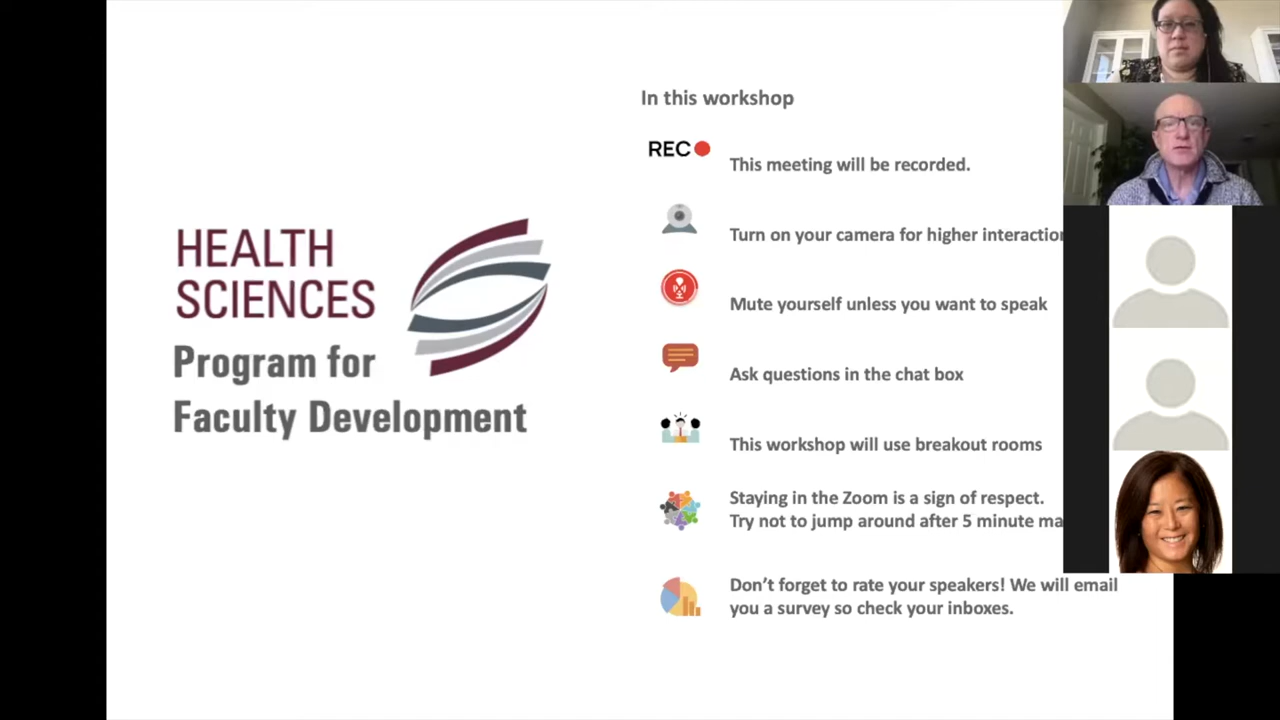 HEALTH
SCIENCES
Program for
Faculty Development
In this workshop
REC
This meeting will be recorded.
Turn on your camera for higher interaction
Mute yourself unless you want to speak
Ask questions in the chat box
This workshop will use breakout rooms
Staying in the Zoom is a sign of respect.
Try not to jump around after 5 minute ma
Don't forget to rate your speakers! We will email
you a survey so check your inboxes.